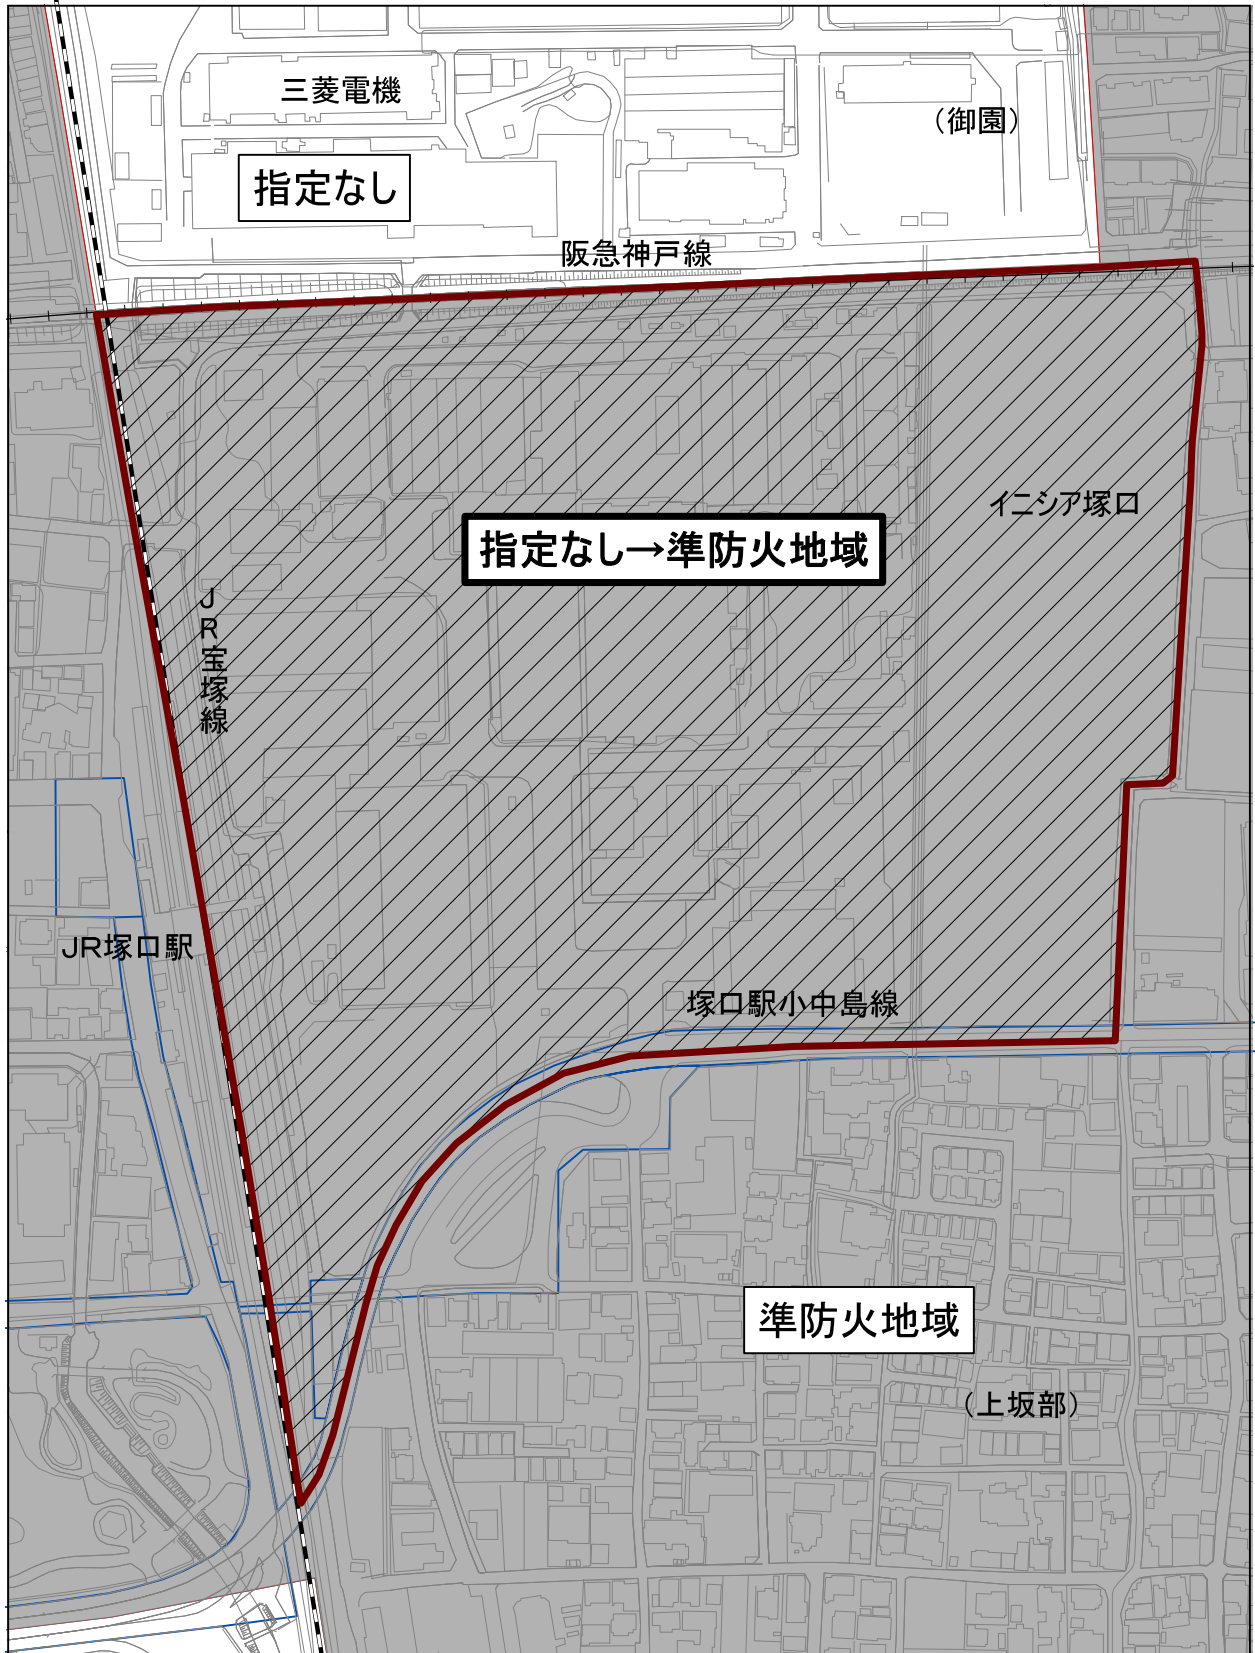 三菱電機
（御園）
指定なし
阪急神戸線
イニシア塚口
指定なし→準防火地域
ＪＲ宝塚線
ＪＲ塚口駅
塚口駅小中島線
準防火地域
（上坂部）